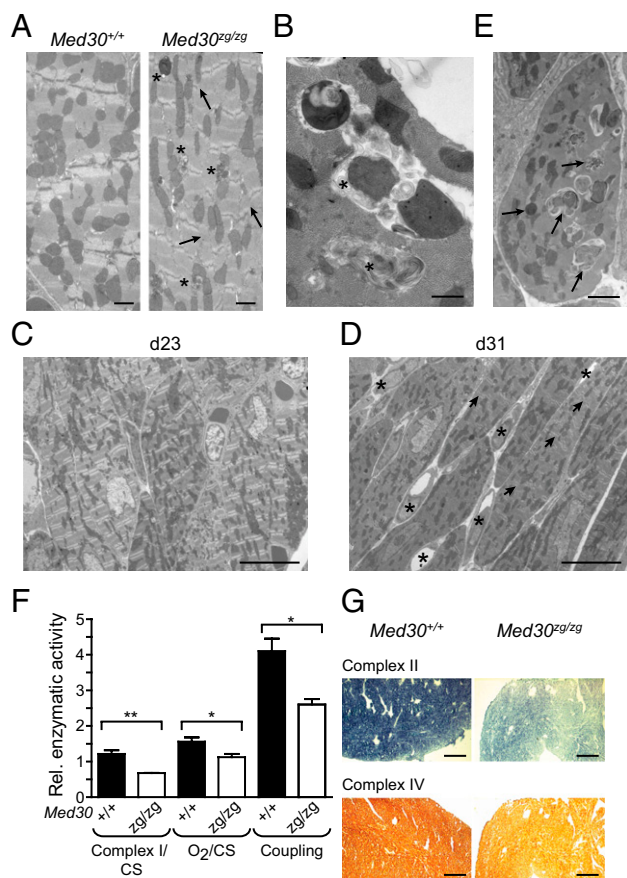 A
Med30+/+
Med30zg/zg
B
E
*
*
*
*
*
*
C
d23
D
d31
*
*
*
*
*
*
F
Rel. enzymatic activity
5
4
3
2
1
0
**
*
*
Med30 +/+ zg/zg +/+ zg/zg +/+ zg/zg
Complex I/
CS
O2/CS
Coupling
G
Med30+/+
Med30zg/zg
Complex II
Complex IV